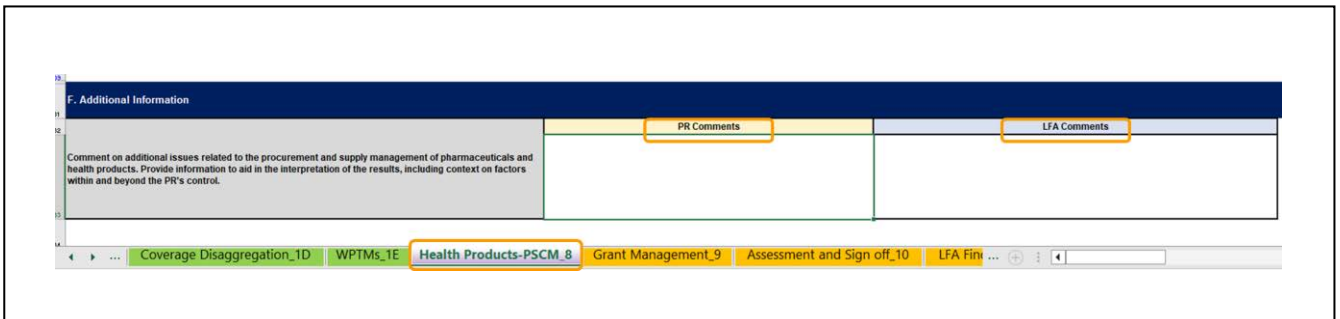 F. Additional Information
PR Comments
LFA Comments
Comment on additional issues related to the procurement and supply management of pharmaceuticals and
health products. Provide information to aid in the interpretation of the results, including context on factors
within and beyond the PR's control.
... Coverage Disaggregation_1D WPTMs_1E Health Products-PSCM_8 Grant Management_9 Assessment and Sign off_10 LFA Fin ...